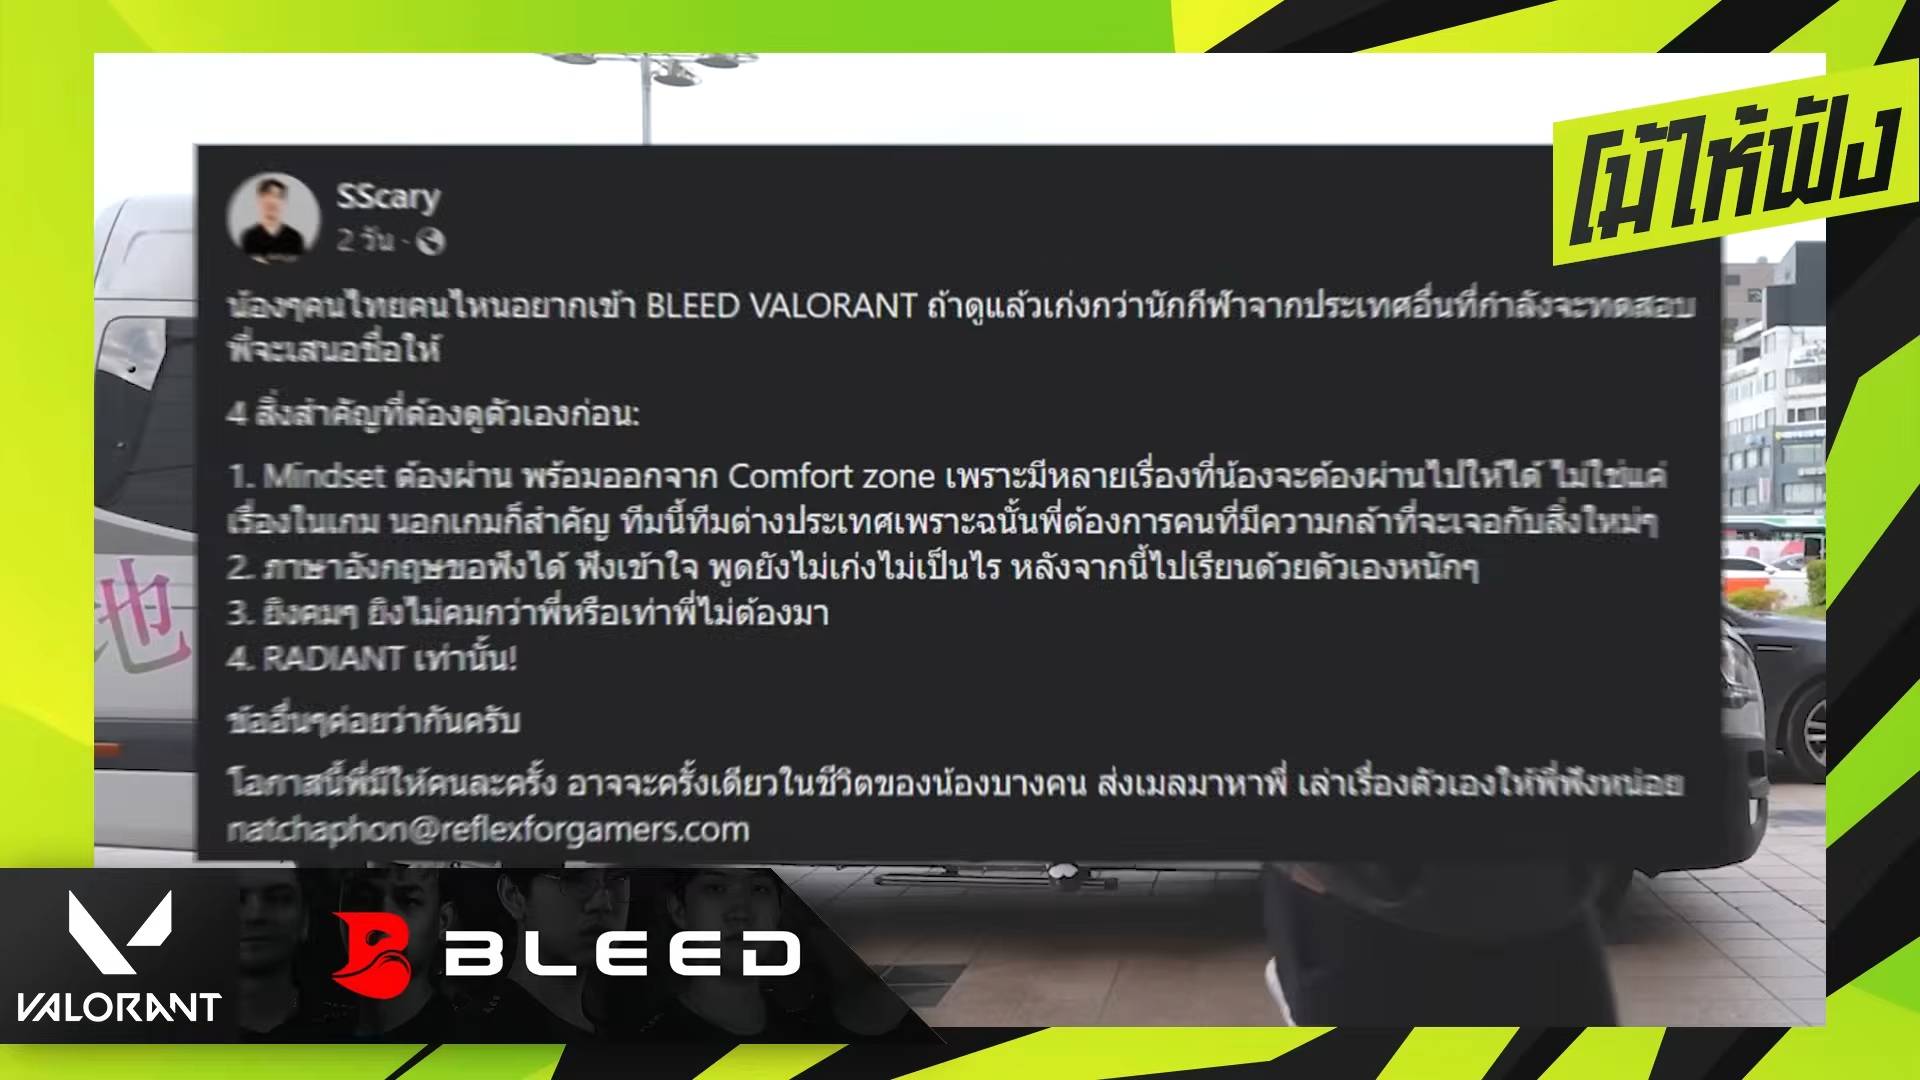 โม้ให้ฟัง
SScary
2 วัน ·
น้องๆคนไทยคนไหนอยากเข้า BLEED VALORANT ถ้าดูแล้วเก่งกว่านักกีฬาจากประเทศอื่นที่กำลังจะทดสอบ
พี่จะเสนอชื่อให้
4 สิ่งสำคัญที่ต้องดูตัวเองก่อน:
1. Mindset ต้องผ่าน พร้อมออกจาก Comfort zone เพราะมีหลายเรื่องที่น้องจะต้องผ่านไปให้ได้ ไม่ใช่แค่
เรื่องในเกม นอกเกมก็สำคัญ ทีมนี้ทีมต่างประเทศเพราะฉนั้นพี่ต้องการคนที่มีความกล้าที่จะเจอกับสิ่งใหม่ๆ
2. ภาษาอังกฤษขอฟังได้ ฟังเข้าใจ พูดยังไม่เก่งไม่เป็นไร หลังจากนี้ไปเรียนด้วยตัวเองหนักๆ
3. ยิงคมๆ ยิงไม่คมกว่าพี่หรือเท่าพี่ไม่ต้องมา
4. RADIANT เท่านั้น!
ข้ออื่นๆค่อยว่ากันครับ
โอกาสนี้พี่มีให้คนละครั้ง อาจจะครั้งเดียวในชีวิตของน้องบางคน ส่งเมลมาหาพี่ เล่าเรื่องตัวเองให้พี่ฟังหน่อย
natchaphon@reflexforgamers.com
地
VALORANT
BLEED